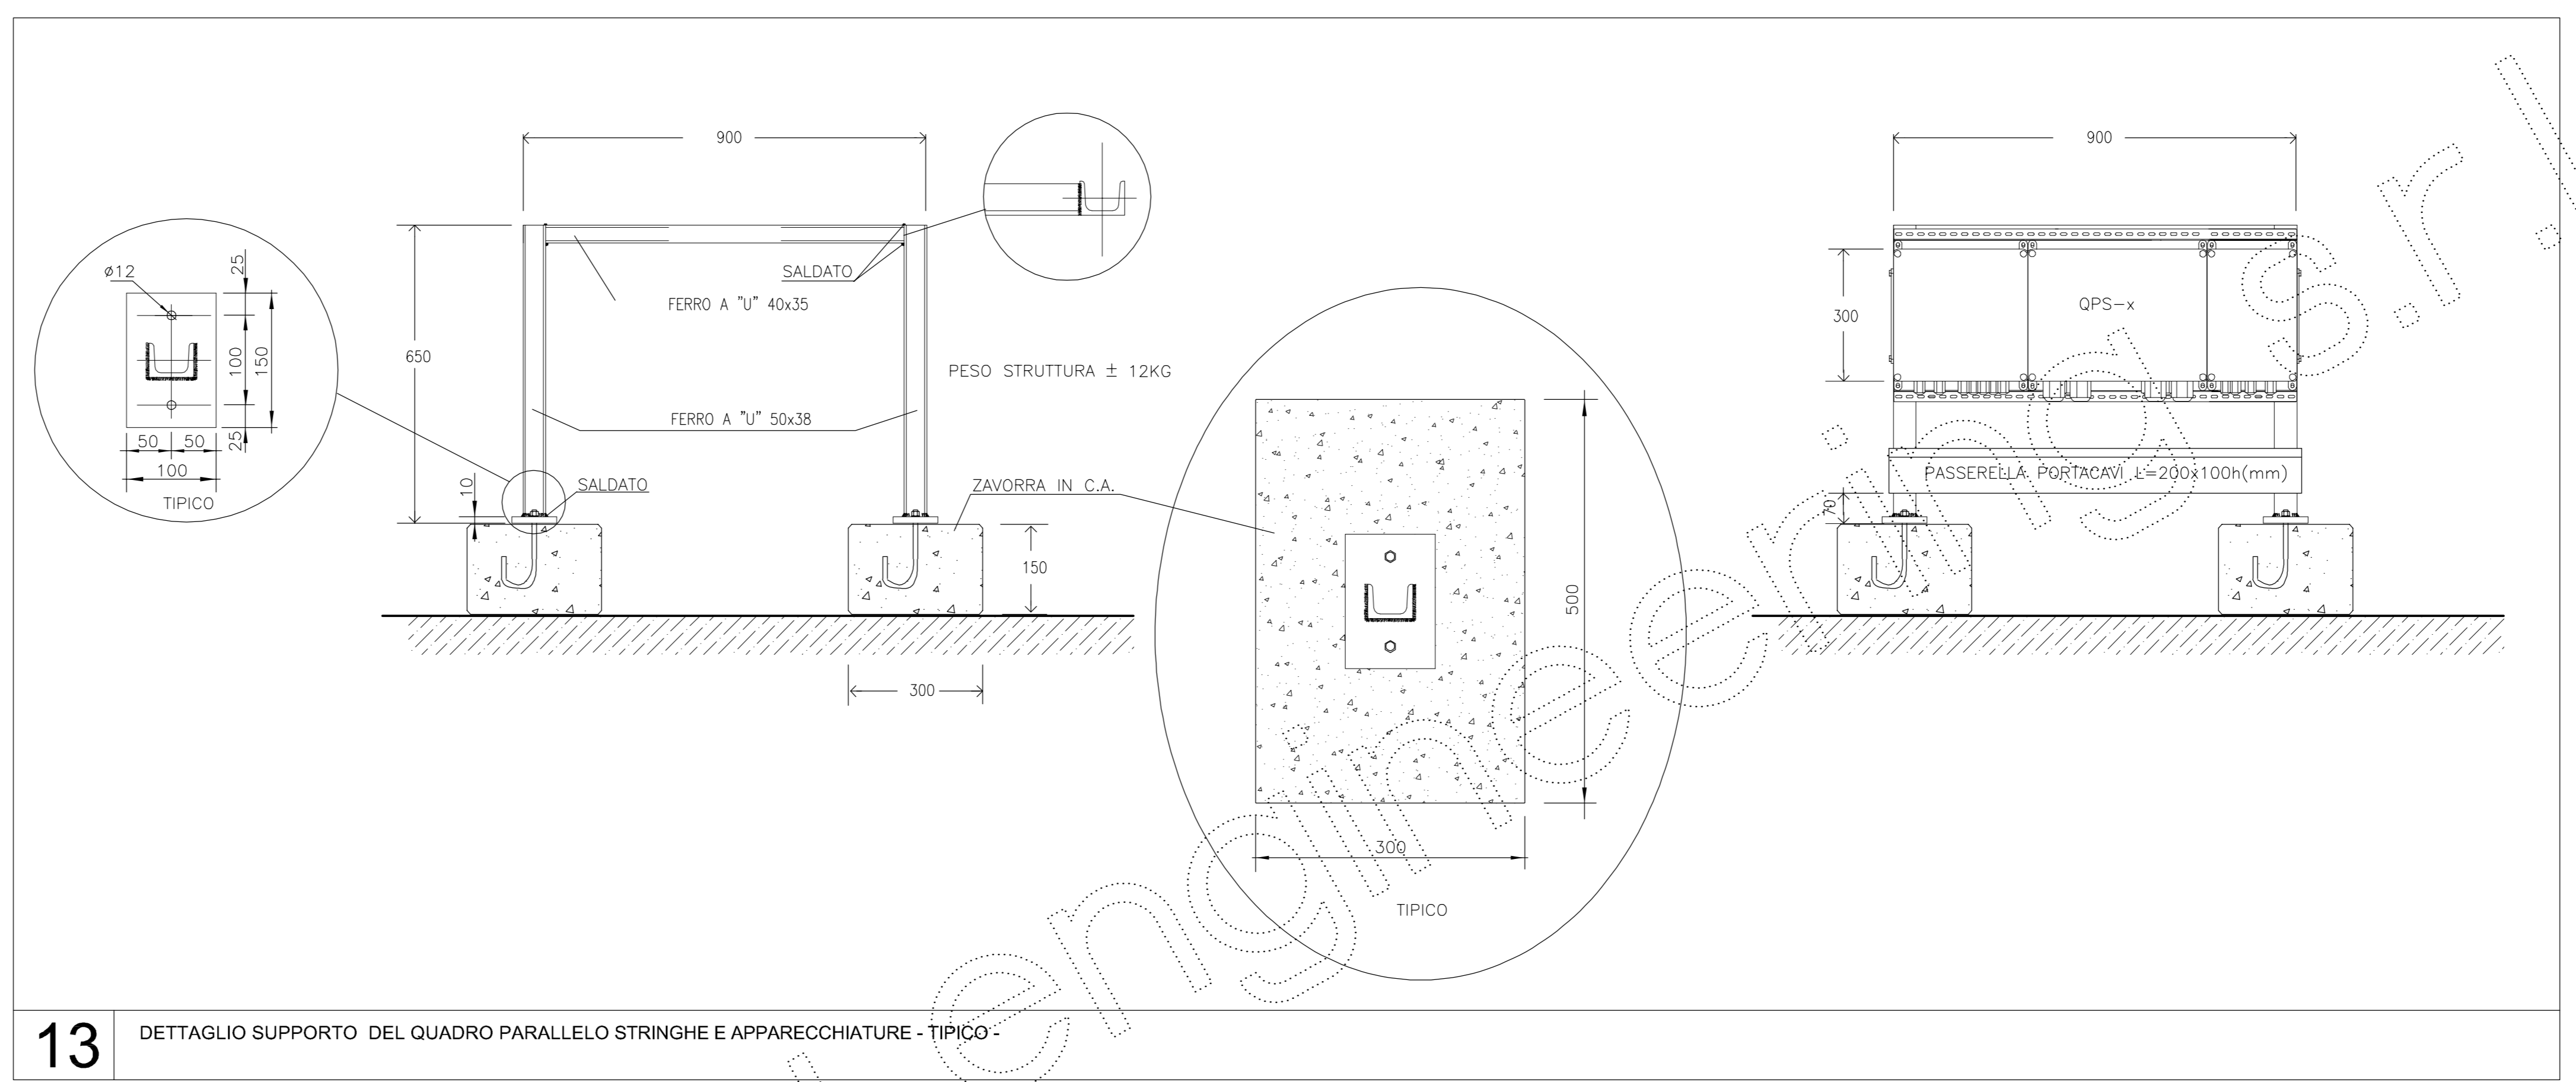 900
900
Ø12
25
100
150
25
50
50
100
TIPICO
650
10
SALDATO
FERRO A "U" 40x35
PESO STRUTTURA ± 12KG
FERRO A "U" 50x38
SALDATO
ZAVORRA IN C.A.
150
300
500
300
TIPICO
300
QPS-x
PASSERELLA PORTACAVI L=200x100h(mm)
70
engineering s.r.l.
13
DETTAGLIO SUPPORTO DEL QUADRO PARALLELO STRINGHE E APPARECCHIATURE - TIPICO -